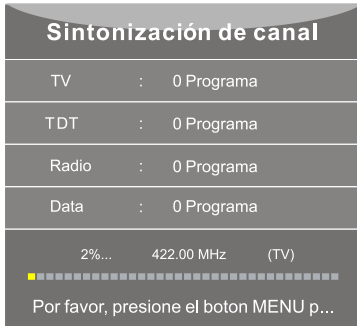 Sintonización de canal
TV : 0 Programa
TDT : 0 Programa
Radio : 0 Programa
Data : 0 Programa
2%... 422.00 MHz (TV)
Por favor, presione el boton MENU p...